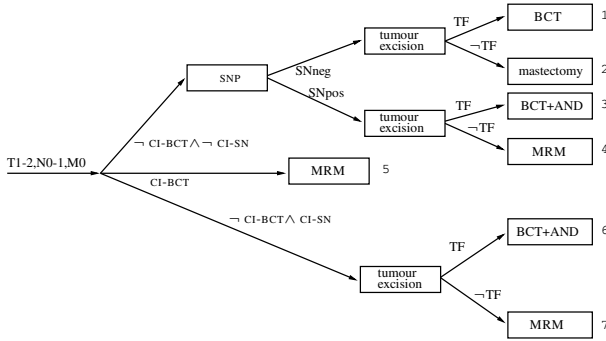 TF
BCT
1
tumour
excision
¬TF
SNneg
mastectomy
2
SNP
SNpos
TF
BCT+AND
3
tumour
excision
¬TF
¬ CI-BCT∧¬ CI-SN
MRM
4
T1-2,N0-1,M0
MRM
5
CI-BCT
¬ CI-BCT∧ CI-SN
TF
BCT+AND
6
tumour
excision
¬TF
MRM
7